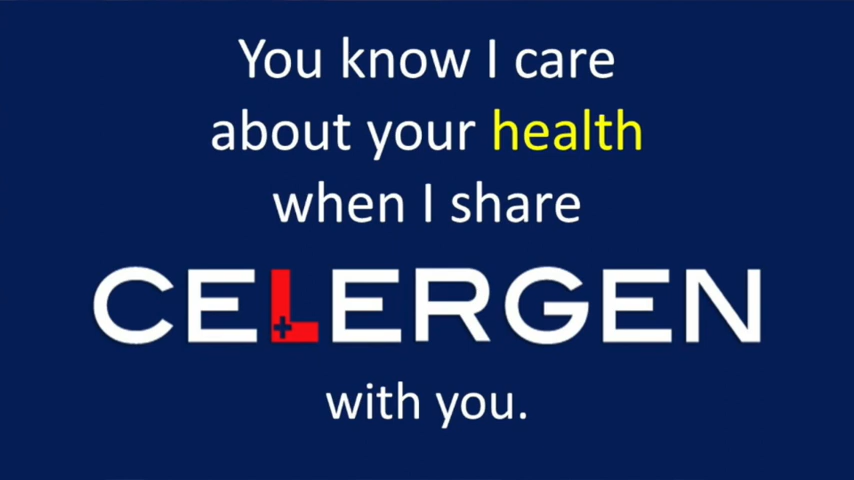 You know I care
about your health
when I share
CELERGEN
with you.